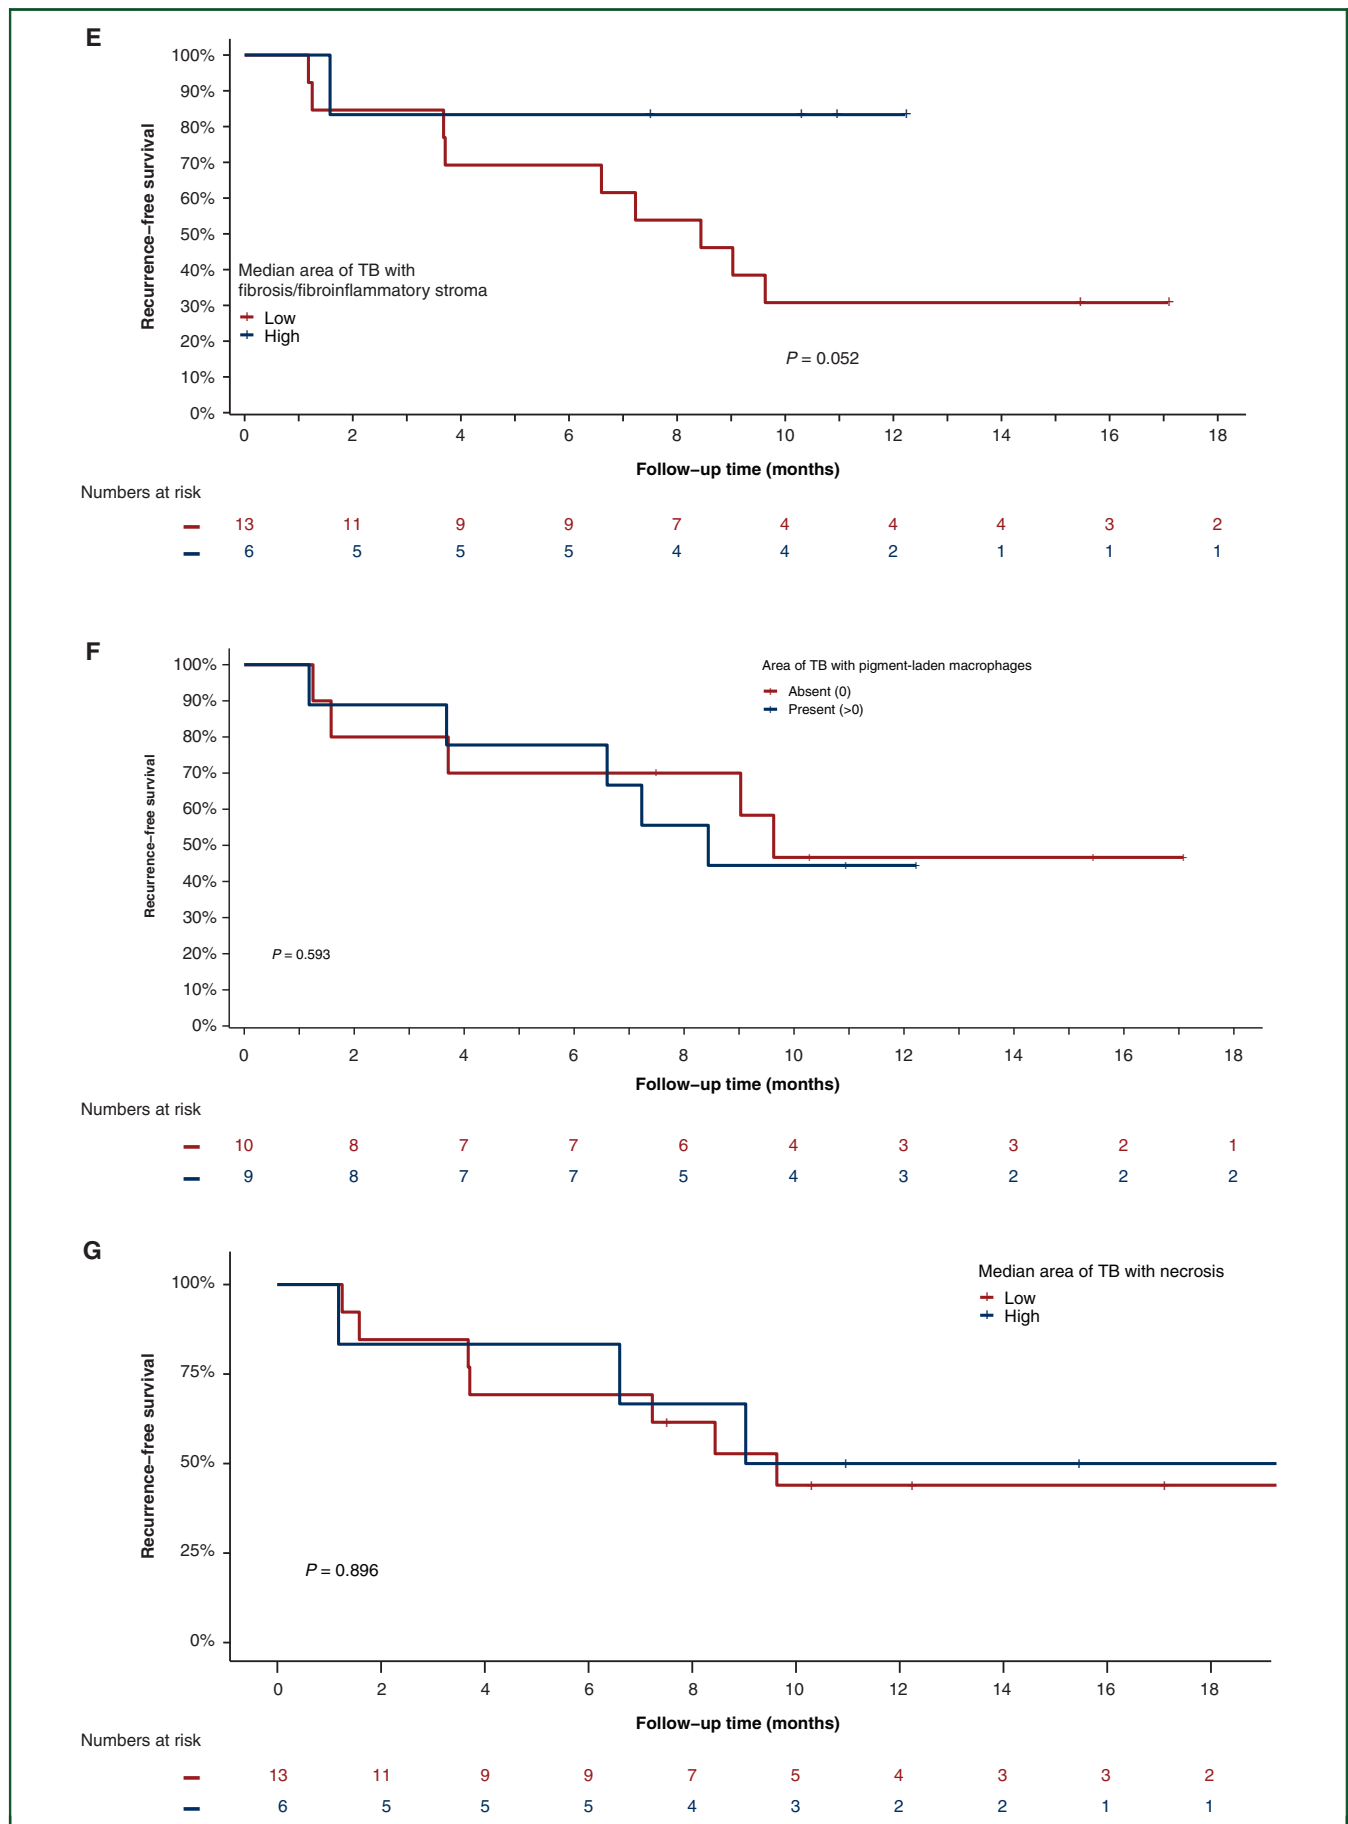 E
100%
90%
80%
70%
60%
50%
40%
30%
20%
10%
0%
Recurrence–free survival
Median area of TB with
fibrosis/fibroinflammatory stroma
Low
High
P = 0.052
0 2 4 6 8 10 12 14 16 18
Follow–up time (months)
Numbers at risk
13 11 9 9 7 4 4 4 3 2
6 5 5 5 4 4 2 1 1 1
F
100%
90%
80%
70%
60%
50%
40%
30%
20%
10%
0%
Recurrence–free survival
Area of TB with pigment-laden macrophages
Absent (0)
Present (>0)
P = 0.593
0 2 4 6 8 10 12 14 16 18
Follow–up time (months)
Numbers at risk
10 8 7 7 6 4 3 3 2 1
9 8 7 7 5 4 3 2 2 2
G
100%
75%
50%
25%
0%
Recurrence–free survival
Median area of TB with necrosis
Low
High
P = 0.896
0 2 4 6 8 10 12 14 16 18
Follow–up time (months)
Numbers at risk
13 11 9 9 7 5 4 3 3 2
6 5 5 5 4 3 2 2 1 1